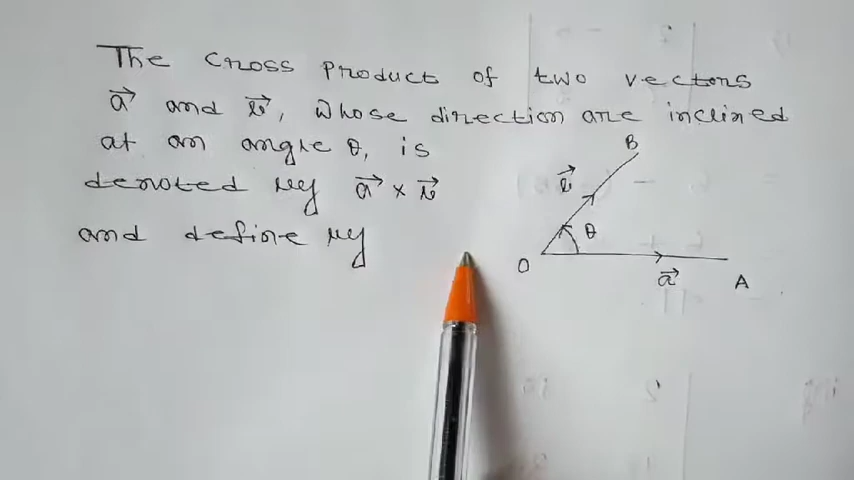 The cross product of two vectors
a⃗ and b⃗, whose direction are inclined
at an angle θ, is
denoted by a⃗ × b⃗
and define by
B
b⃗
θ
O
a⃗
A